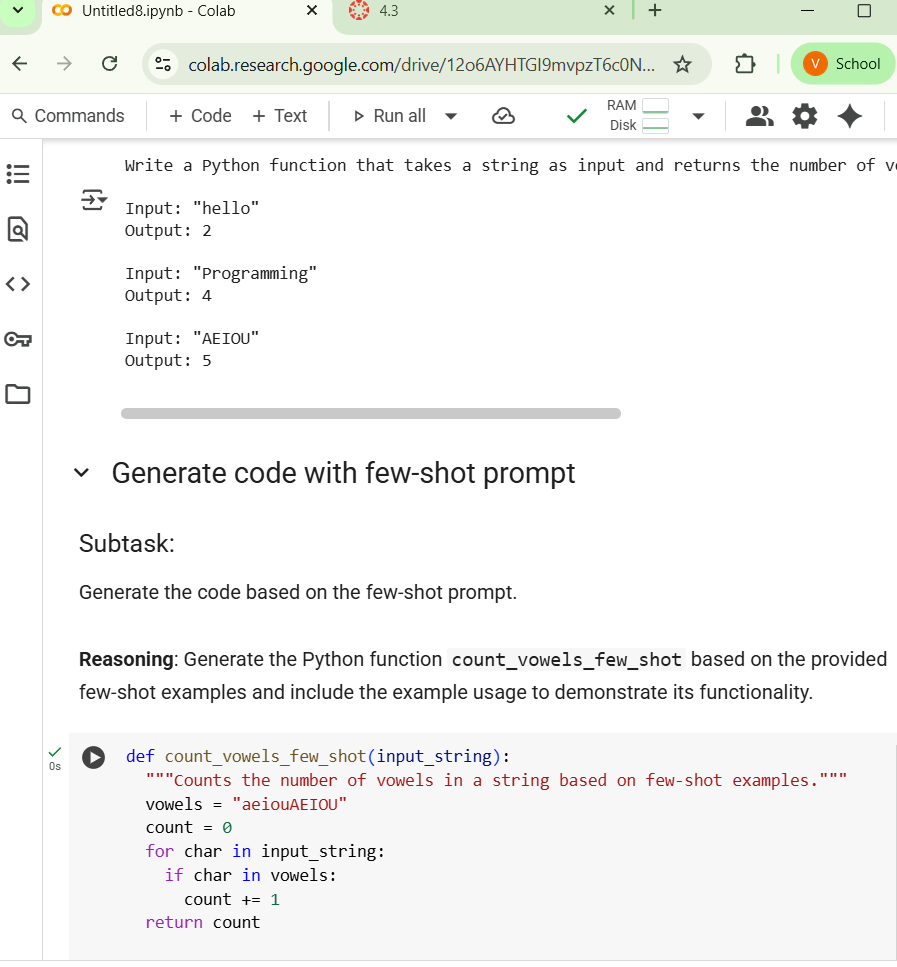 Untitled8.ipynb - Colab
4.3
colab.research.google.com/drive/12o6AYHTGI9mvpzT6c0N...
V School
Commands + Code + Text Run all RAM
Disk
Write a Python function that takes a string as input and returns the number of
Input: "hello"
Output: 2
Input: "Programming"
Output: 4
Input: "AEIOU"
Output: 5
Generate code with few-shot prompt
Subtask:
Generate the code based on the few-shot prompt.
Reasoning: Generate the Python function count_vowels_few_shot based on the provided
few-shot examples and include the example usage to demonstrate its functionality.
0s
def count_vowels_few_shot(input_string):
"""Counts the number of vowels in a string based on few-shot examples."""
vowels = "aeiouAEIOU"
count = 0
for char in input_string:
if char in vowels:
count += 1
return count